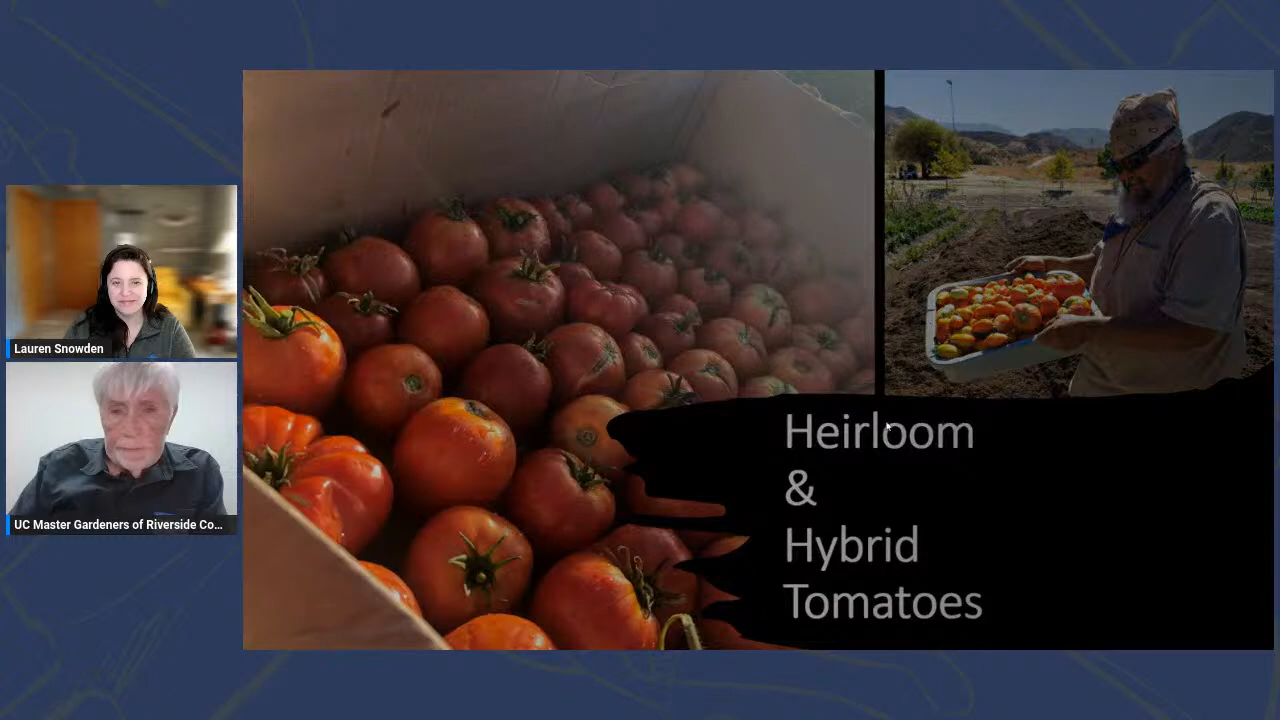 Lauren Snowden
UC Master Gardeners of Riverside Co...
Heirloom
&
Hybrid
Tomatoes